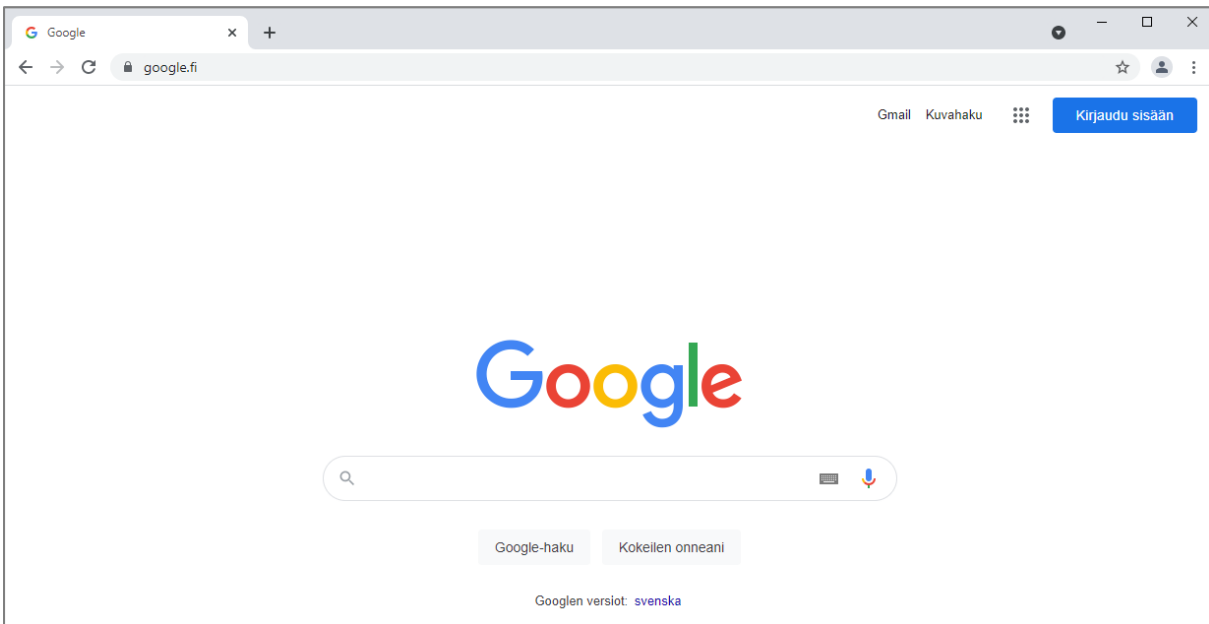 Google
google.fi
Gmail Kuvahaku Kirjaudu sisään
Google
Google-haku Kokeilen onneani
Googlen versiot: svenska